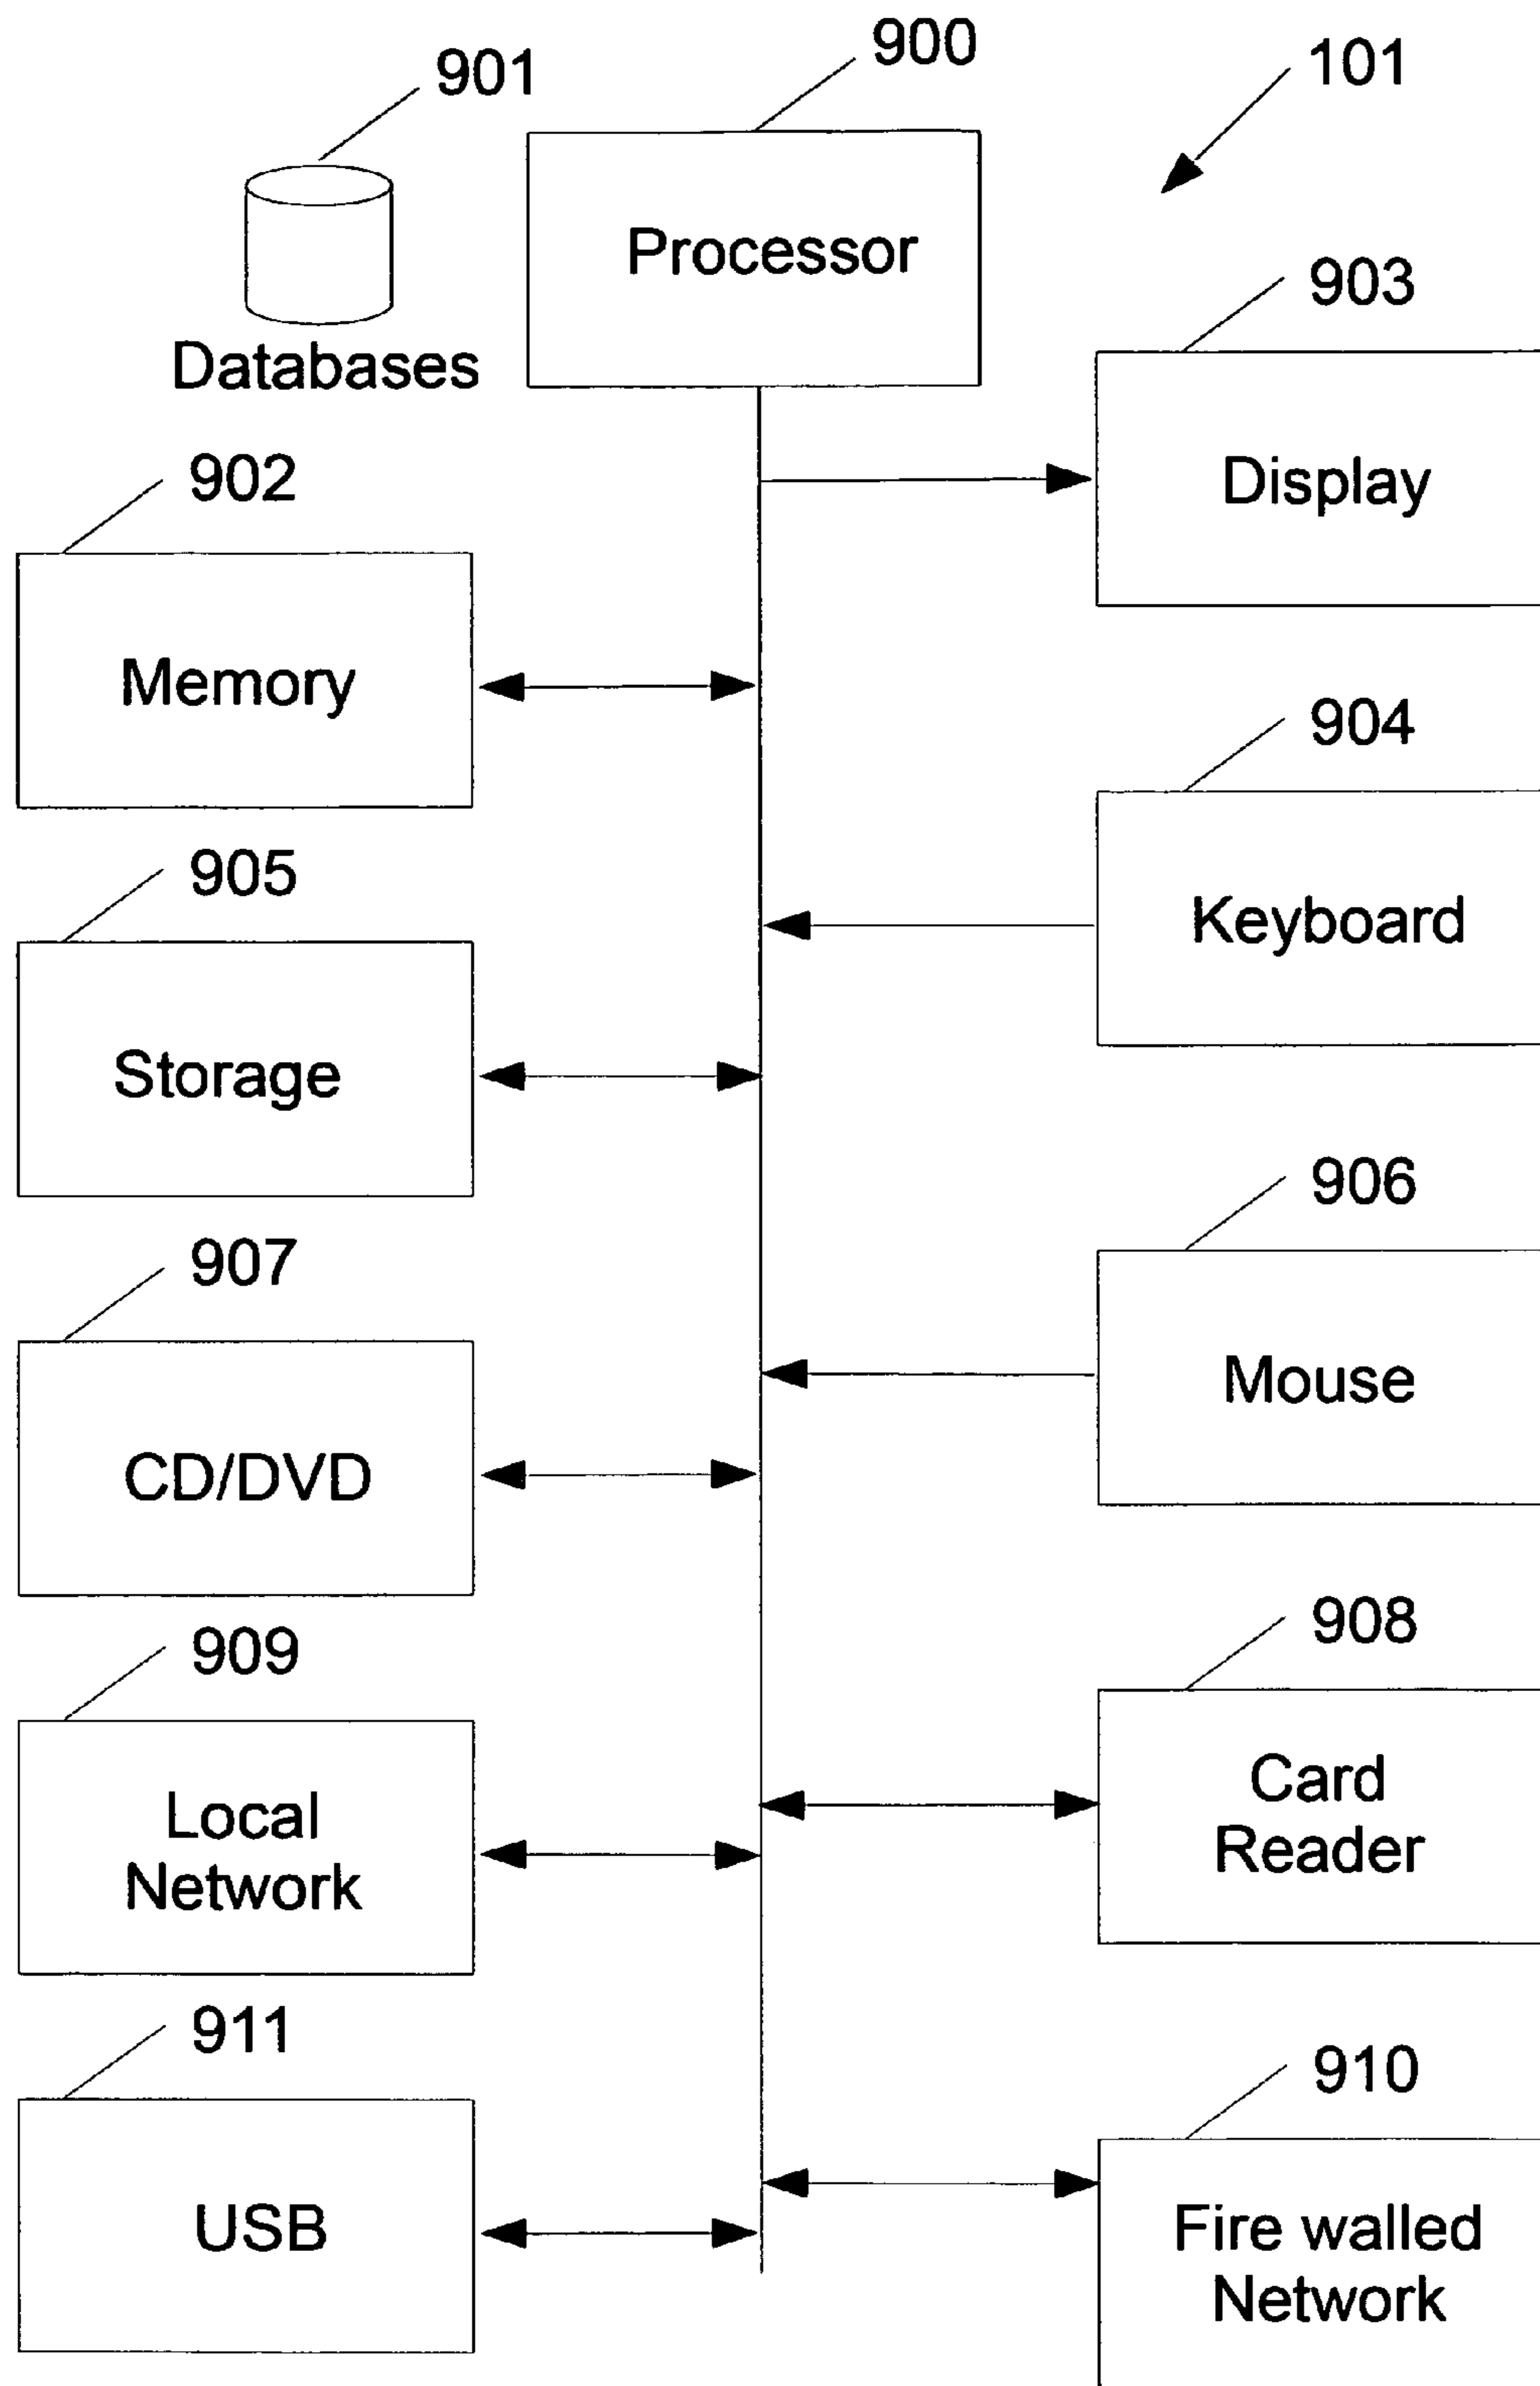 900
101
901
Processor
903
Databases
902
Display
Memory
904
905
Keyboard
Storage
906
907
Mouse
CD/DVD
908
909
Card
Reader
Local
Network
911
910
USB
Fire walled
Network